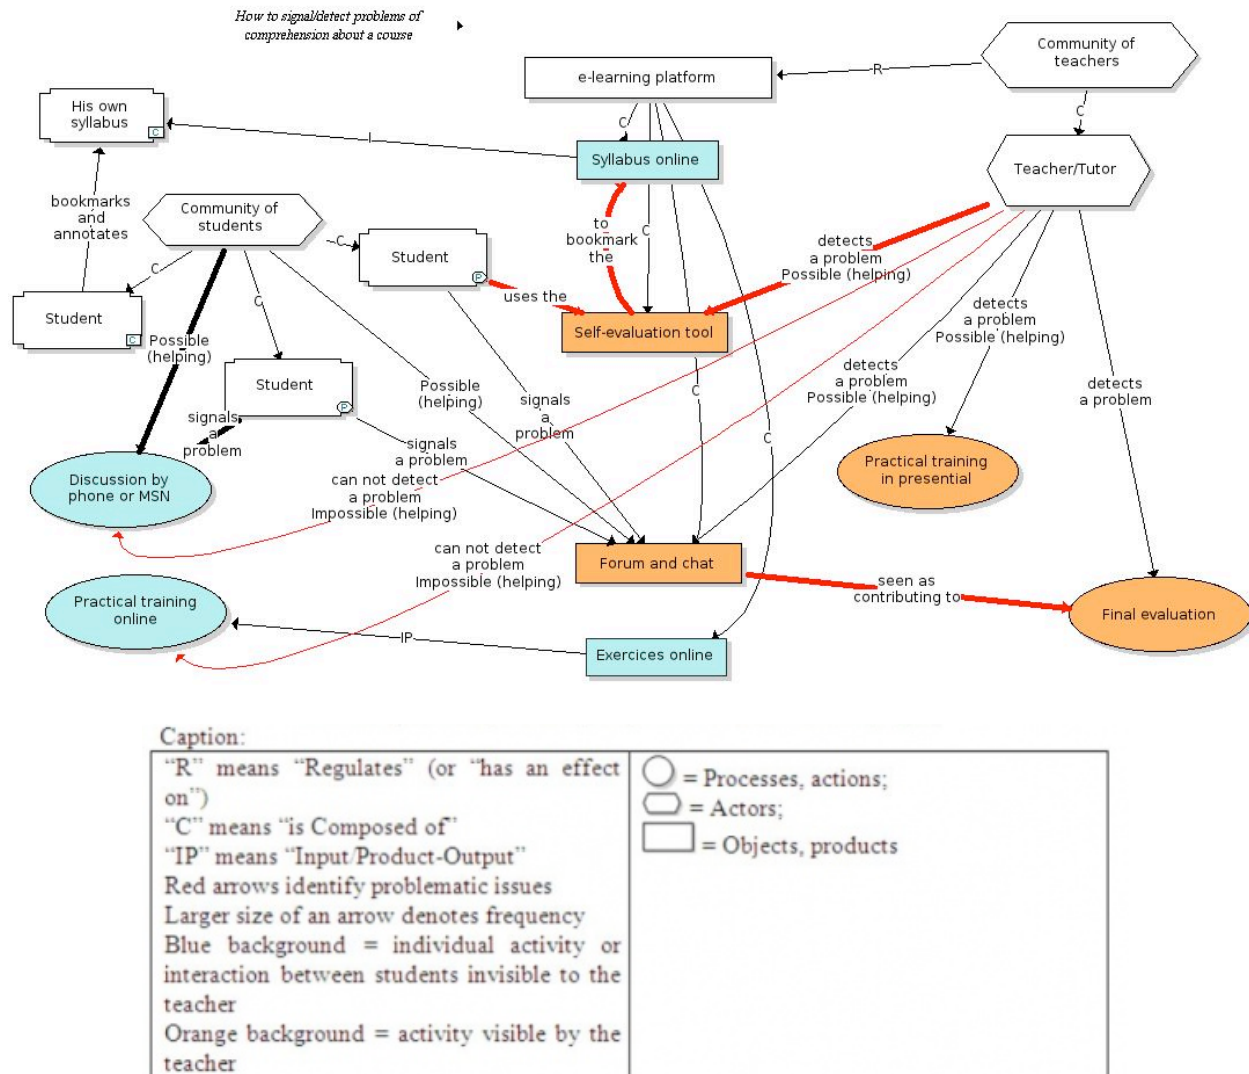 How to signal/detect problems of
comprehension about a course
Community of
teachers
R
e-learning platform
C
His own
syllabus
C
C
I
Syllabus online
Teacher/Tutor
bookmarks
and
annotates
Community of
students
C
Student
P
to
bookmark
the
C
detects
a problem
Possible (helping)
C
uses the
C
Student
C
Self-evaluation tool
detects
a problem
Possible (helping)
Possible
(helping)
Student
P
Possible
(helping)
signals
a
problem
C
detects
a problem
Possible (helping)
detects
a problem
signals
a
problem
signals
a problem
C
Discussion by
phone or MSN
can not detect
a problem
Impossible (helping)
Practical training
in presential
can not detect
a problem
Impossible (helping)
Forum and chat
seen as
contributing to
Practical training
online
Final evaluation
IP
Exercices online
Caption:
“R” means “Regulates” (or “has an effect
on”)
“C” means “is Composed of”
“IP” means “Input/Product-Output”
Red arrows identify problematic issues
Larger size of an arrow denotes frequency
Blue background = individual activity or
interaction between students invisible to the
teacher
Orange background = activity visible by the
teacher
= Processes, actions;
= Actors;
= Objects, products